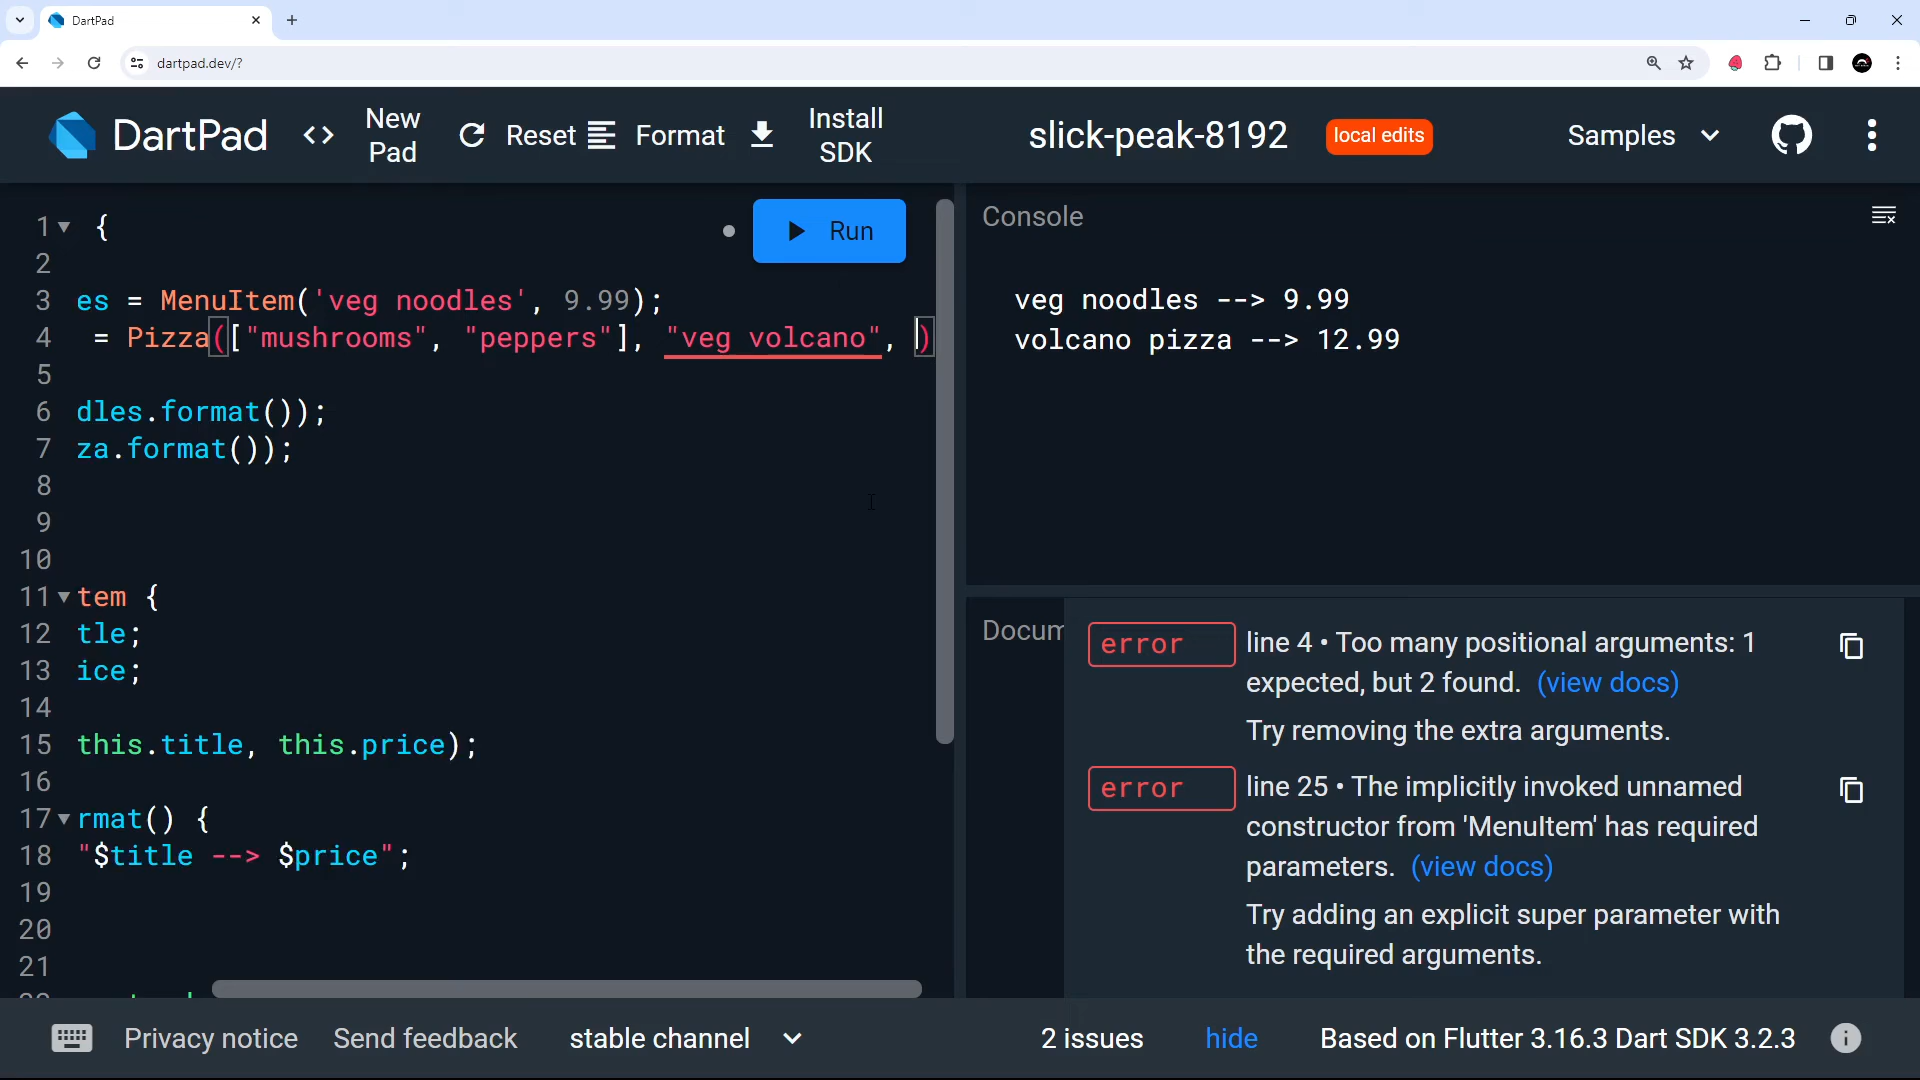 DartPad
dartpad.dev/?
DartPad
<>
New Pad
Reset
Format
Install SDK
slick-peak-8192
local edits
Samples
Run
1 {
2
3 es = MenuItem('veg noodles', 9.99);
4 = Pizza(["mushrooms", "peppers"], "veg volcano", )
5
6 dles.format());
7 za.format());
8
9
10
11 tem {
12 tle;
13 ice;
14
15 this.title, this.price);
16
17 rmat() {
18 "$title --> $price";
19
20
21
Console
veg noodles --> 9.99
volcano pizza --> 12.99
Docum
error line 4 • Too many positional arguments: 1
expected, but 2 found. (view docs)
Try removing the extra arguments.
error line 25 • The implicitly invoked unnamed
constructor from 'MenuItem' has required
parameters. (view docs)
Try adding an explicit super parameter with
the required arguments.
Privacy notice
Send feedback
stable channel
2 issues
hide
Based on Flutter 3.16.3 Dart SDK 3.2.3